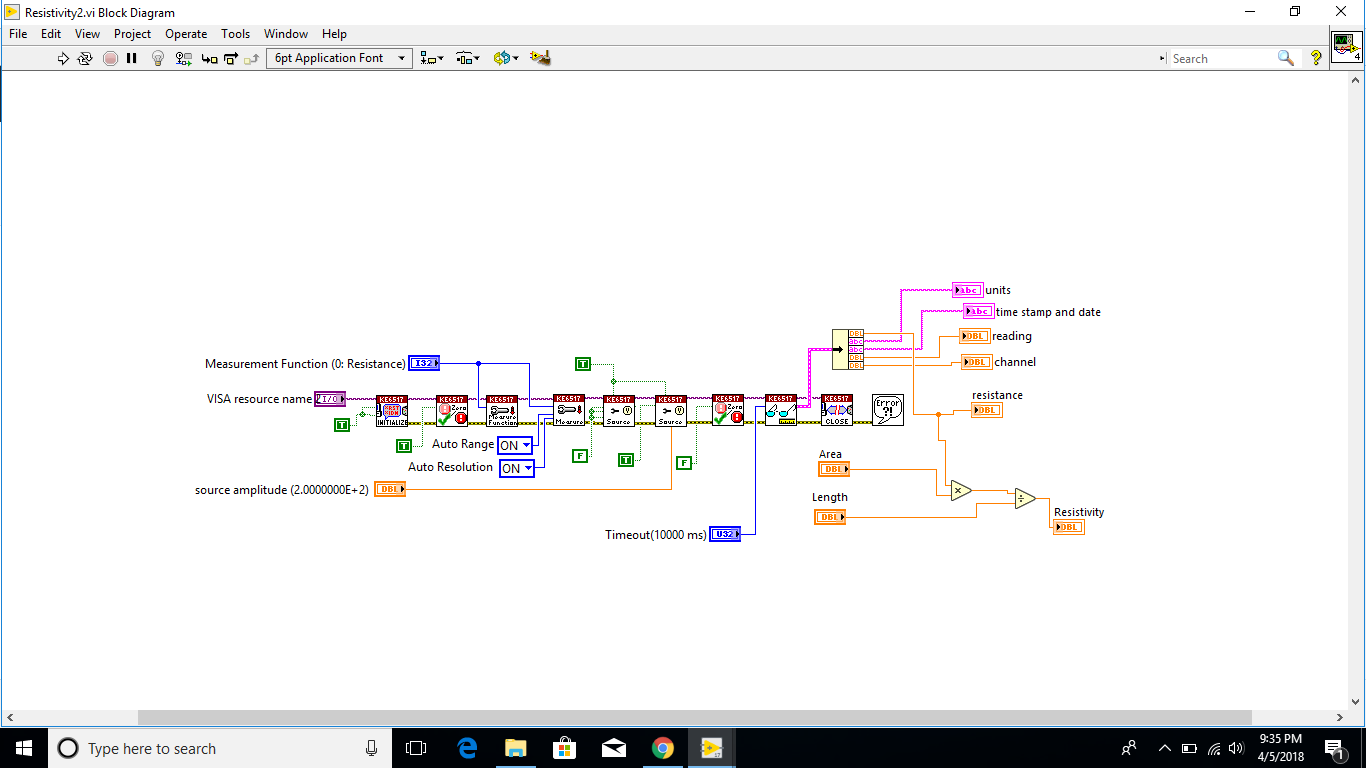 Resistivity2.vi Block Diagram
File Edit View Project Operate Tools Window Help
6pt Application Font
Search
4
units
time stamp and date
reading
channel
resistance
Abc
Abc
DBL
DBL
DBL
DBL
abc
abc
DBL
DBL
Measurement Function (0: Resistance) I32
T
VISA resource name I/O
KE6517 KE6517 KE6517 KE6517 KE6517 KE6517 KE6517 KE6517 KE6517
INITIALIZE
Zero
Measure Function
Measure
Source
Source
Zero
CLOSE
Error ?!
T
T
F
T
F
Auto Range ON
Auto Resolution ON
source amplitude (2.0000000E+2) DBL
Timeout(10000 ms) U32
Area
DBL
Length
DBL
×
÷
Resistivity
DBL
Type here to search
9:35 PM
4/5/2018
1